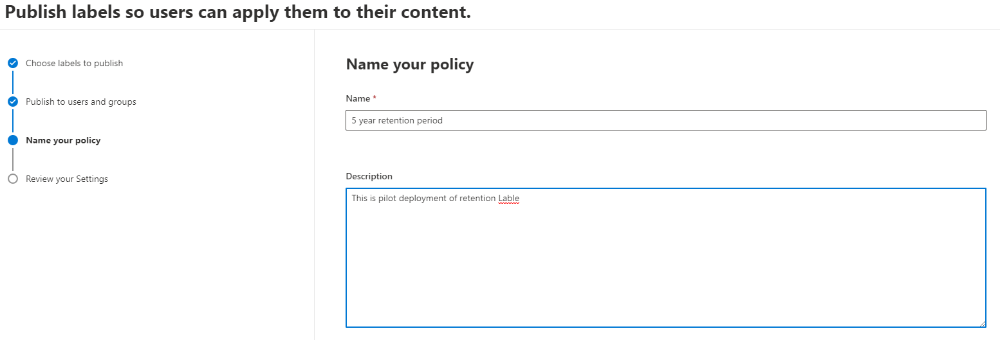 Publish labels so users can apply them to their content.
Choose labels to publish
Publish to users and groups
Name your policy
Review your Settings
Name your policy
Name *
5 year retention period
Description
This is pilot deployment of retention Lable